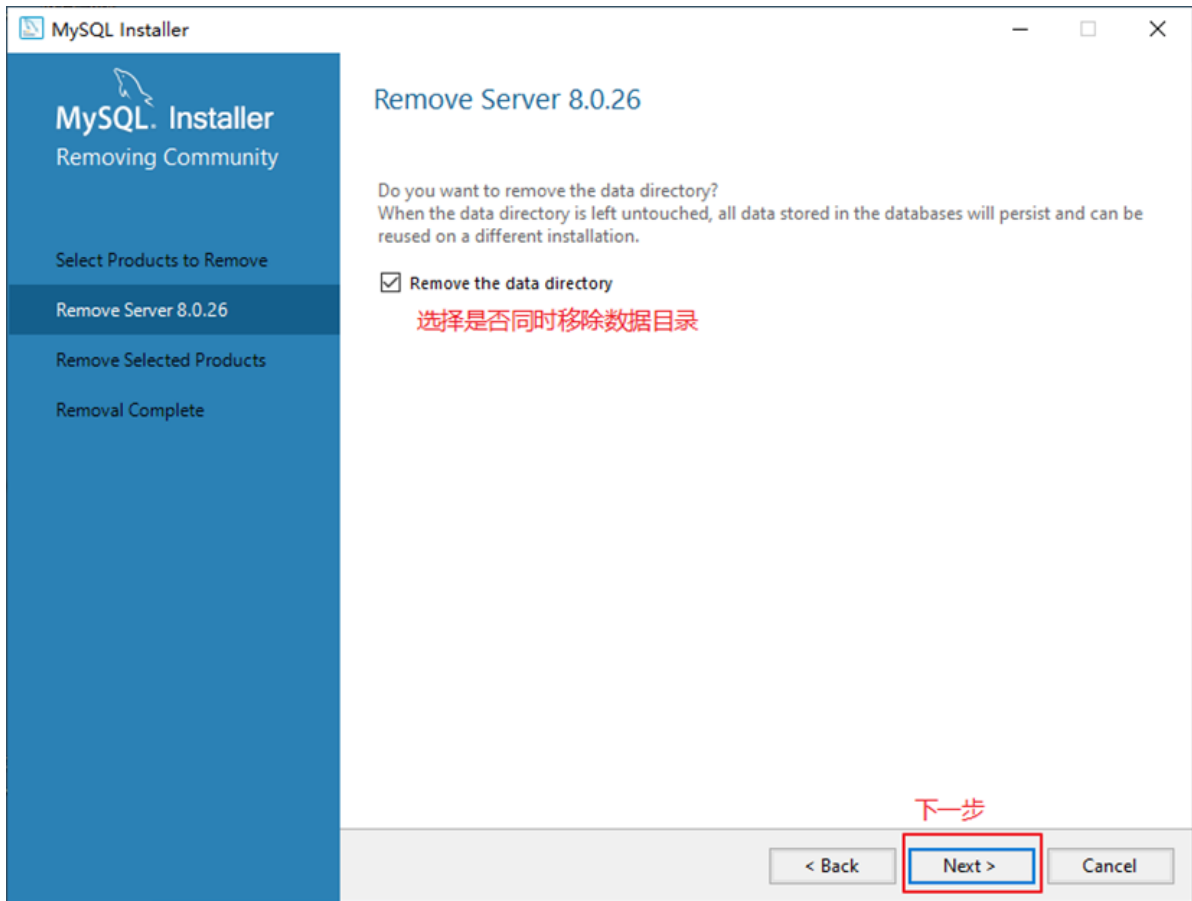 MySQL Installer
MySQL. Installer
Removing Community
Select Products to Remove
Remove Server 8.0.26
Remove Selected Products
Removal Complete
Remove Server 8.0.26
Do you want to remove the data directory?
When the data directory is left untouched, all data stored in the databases will persist and can be
reused on a different installation.
Remove the data directory
选择是否同时移除数据目录
下一步
< Back
Next >
Cancel